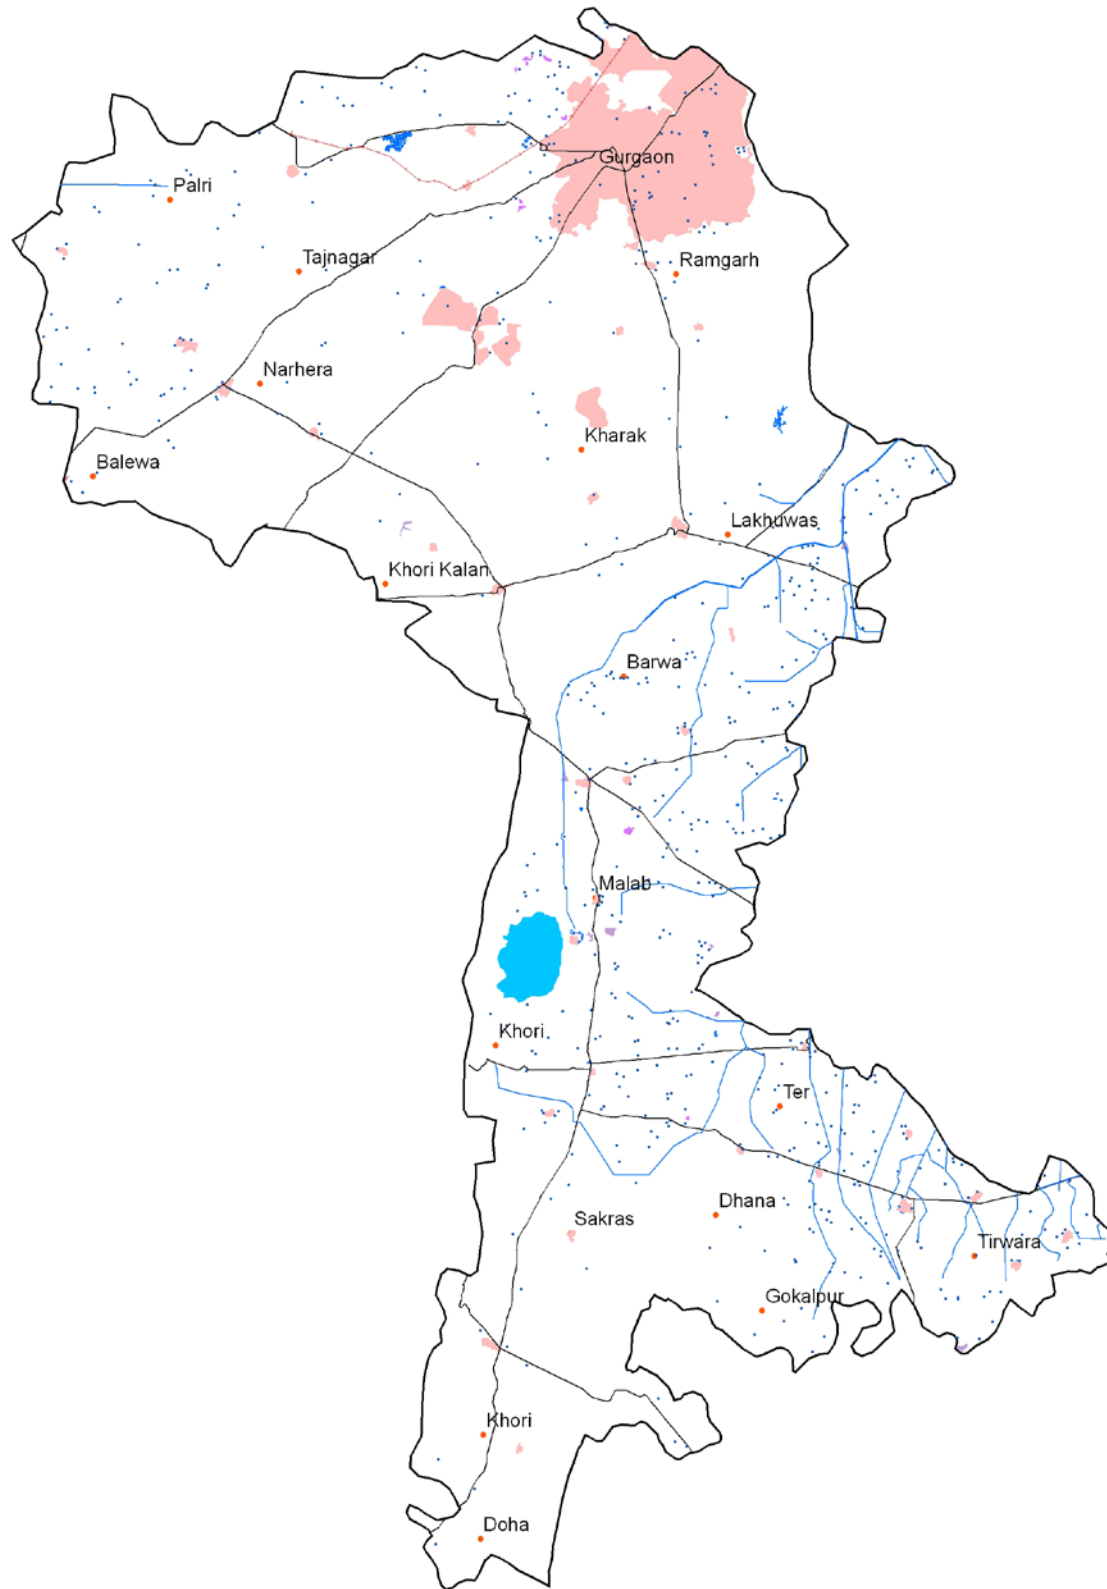 Gurgaon
Palri
Tajnagar
Ramgarh
Narhera
Kharak
Balewa
Lakhuwas
Khori Kalan
Barwa
Malab
Khori
Ter
Dhana
Sakras
Tirwara
Gokalpur
Khori
Doha